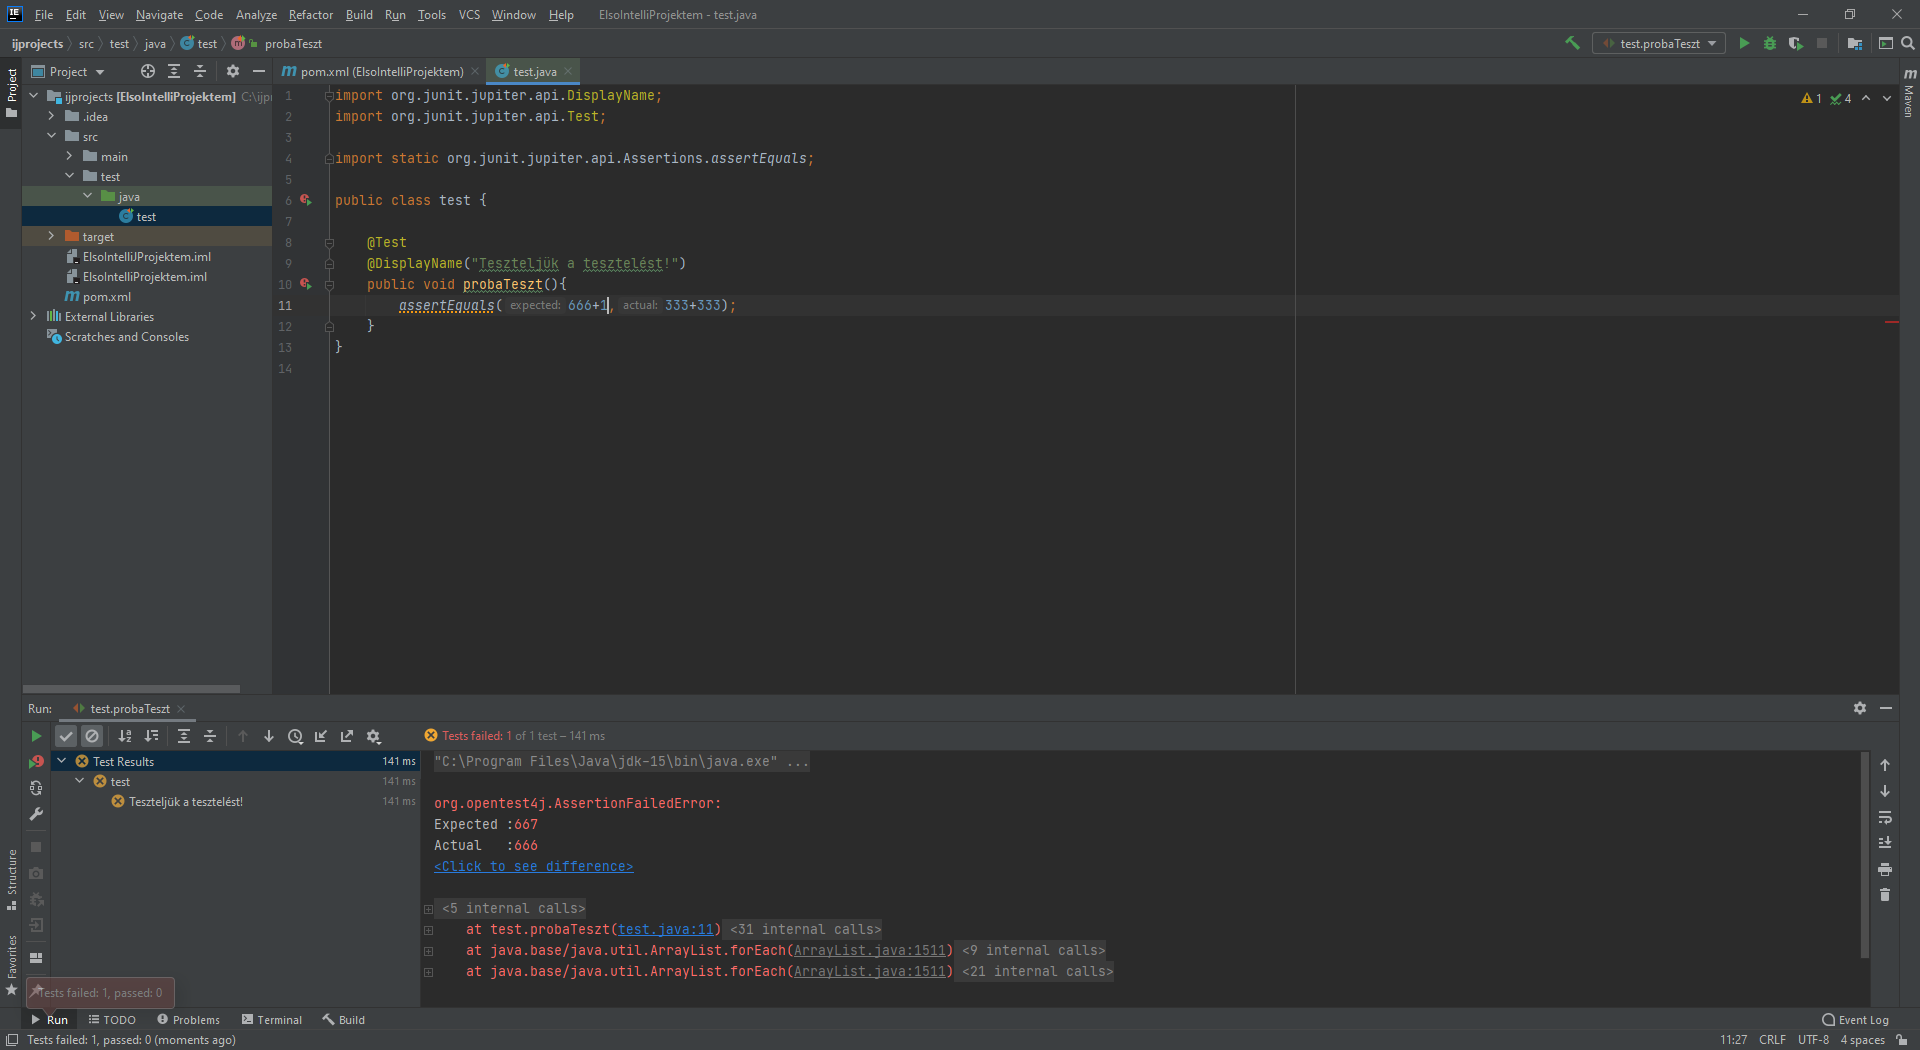 File Edit View Navigate Code Analyze Refactor Build Run Tools VCS Window Help ElsoIntelliProjektem - test.java
ijprojects src test java test probaTeszt test.probaTeszt
Project
pom.xml (ElsoIntelliProjektem) test.java
Project
Maven
ijprojects [ElsoIntelliProjektem] C:\ijpr
.idea
src
main
test
java
test
target
ElsoIntelliJProjektem.iml
ElsoIntelliProjektem.iml
pom.xml
External Libraries
Scratches and Consoles
1 4
1 import org.junit.jupiter.api.DisplayName;
2 import org.junit.jupiter.api.Test;
3
4 import static org.junit.jupiter.api.Assertions.assertEquals;
5
6 public class test {
7
8 @Test
9 @DisplayName("Teszteljük a tesztelést!")
10 public void probaTeszt(){
11 assertEquals( expected: 666+1, actual: 333+333);
12 }
13 }
14
Run: test.probaTeszt
Tests failed: 1 of 1 test – 141 ms
Test Results 141 ms
test 141 ms
Teszteljük a tesztelést! 141 ms
"C:\Program Files\Java\jdk-15\bin\java.exe" ...
org.opentest4j.AssertionFailedError:
Expected :667
Actual :666
<Click to see difference>
<5 internal calls>
at test.probaTeszt(test.java:11) <31 internal calls>
at java.base/java.util.ArrayList.forEach(ArrayList.java:1511) <9 internal calls>
at java.base/java.util.ArrayList.forEach(ArrayList.java:1511) <21 internal calls>
Structure
Favorites
Tests failed: 1, passed: 0
Run TODO Problems Terminal Build Event Log
Tests failed: 1, passed: 0 (moments ago) 11:27 CRLF UTF-8 4 spaces